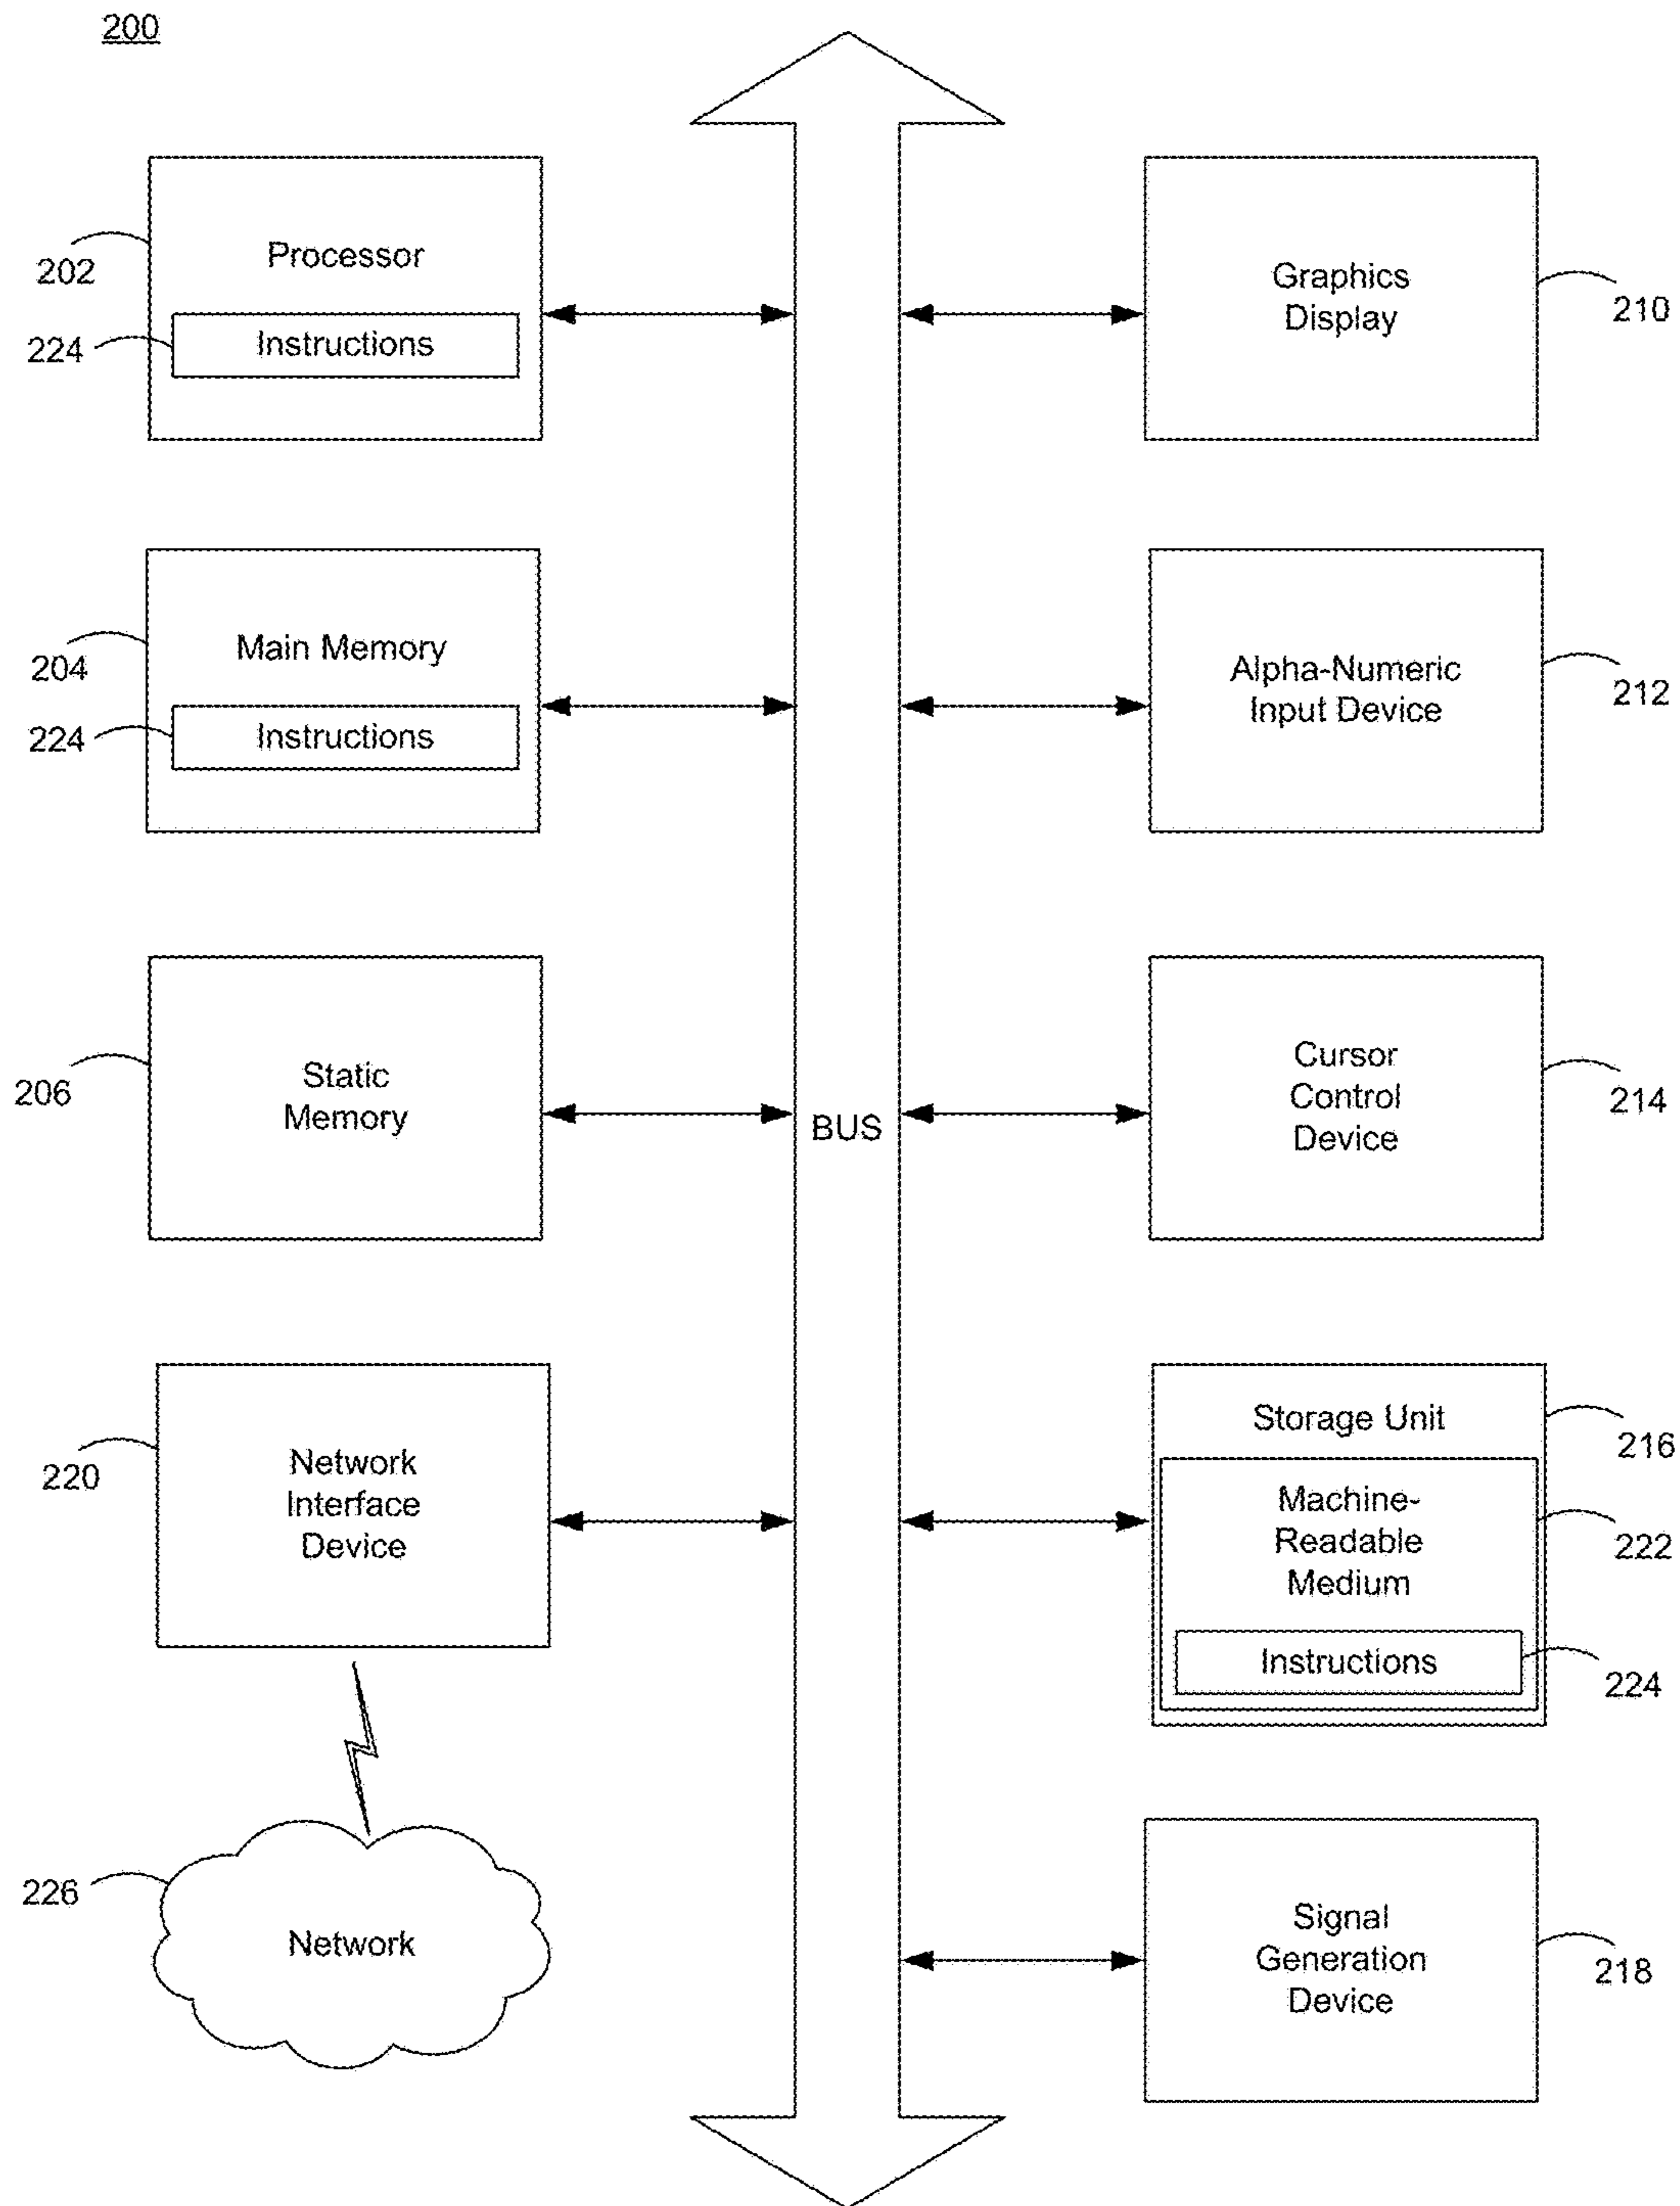 200
Processor
202
Instructions
224
Graphics
Display
210
Main Memory
204
Instructions
224
Alpha-Numeric
Input Device
212
Static
Memory
206
BUS
Cursor
Control
Device
214
Network
Interface
Device
220
Storage Unit
216
Machine-
Readable
Medium
222
Instructions
224
Network
226
Signal
Generation
Device
218